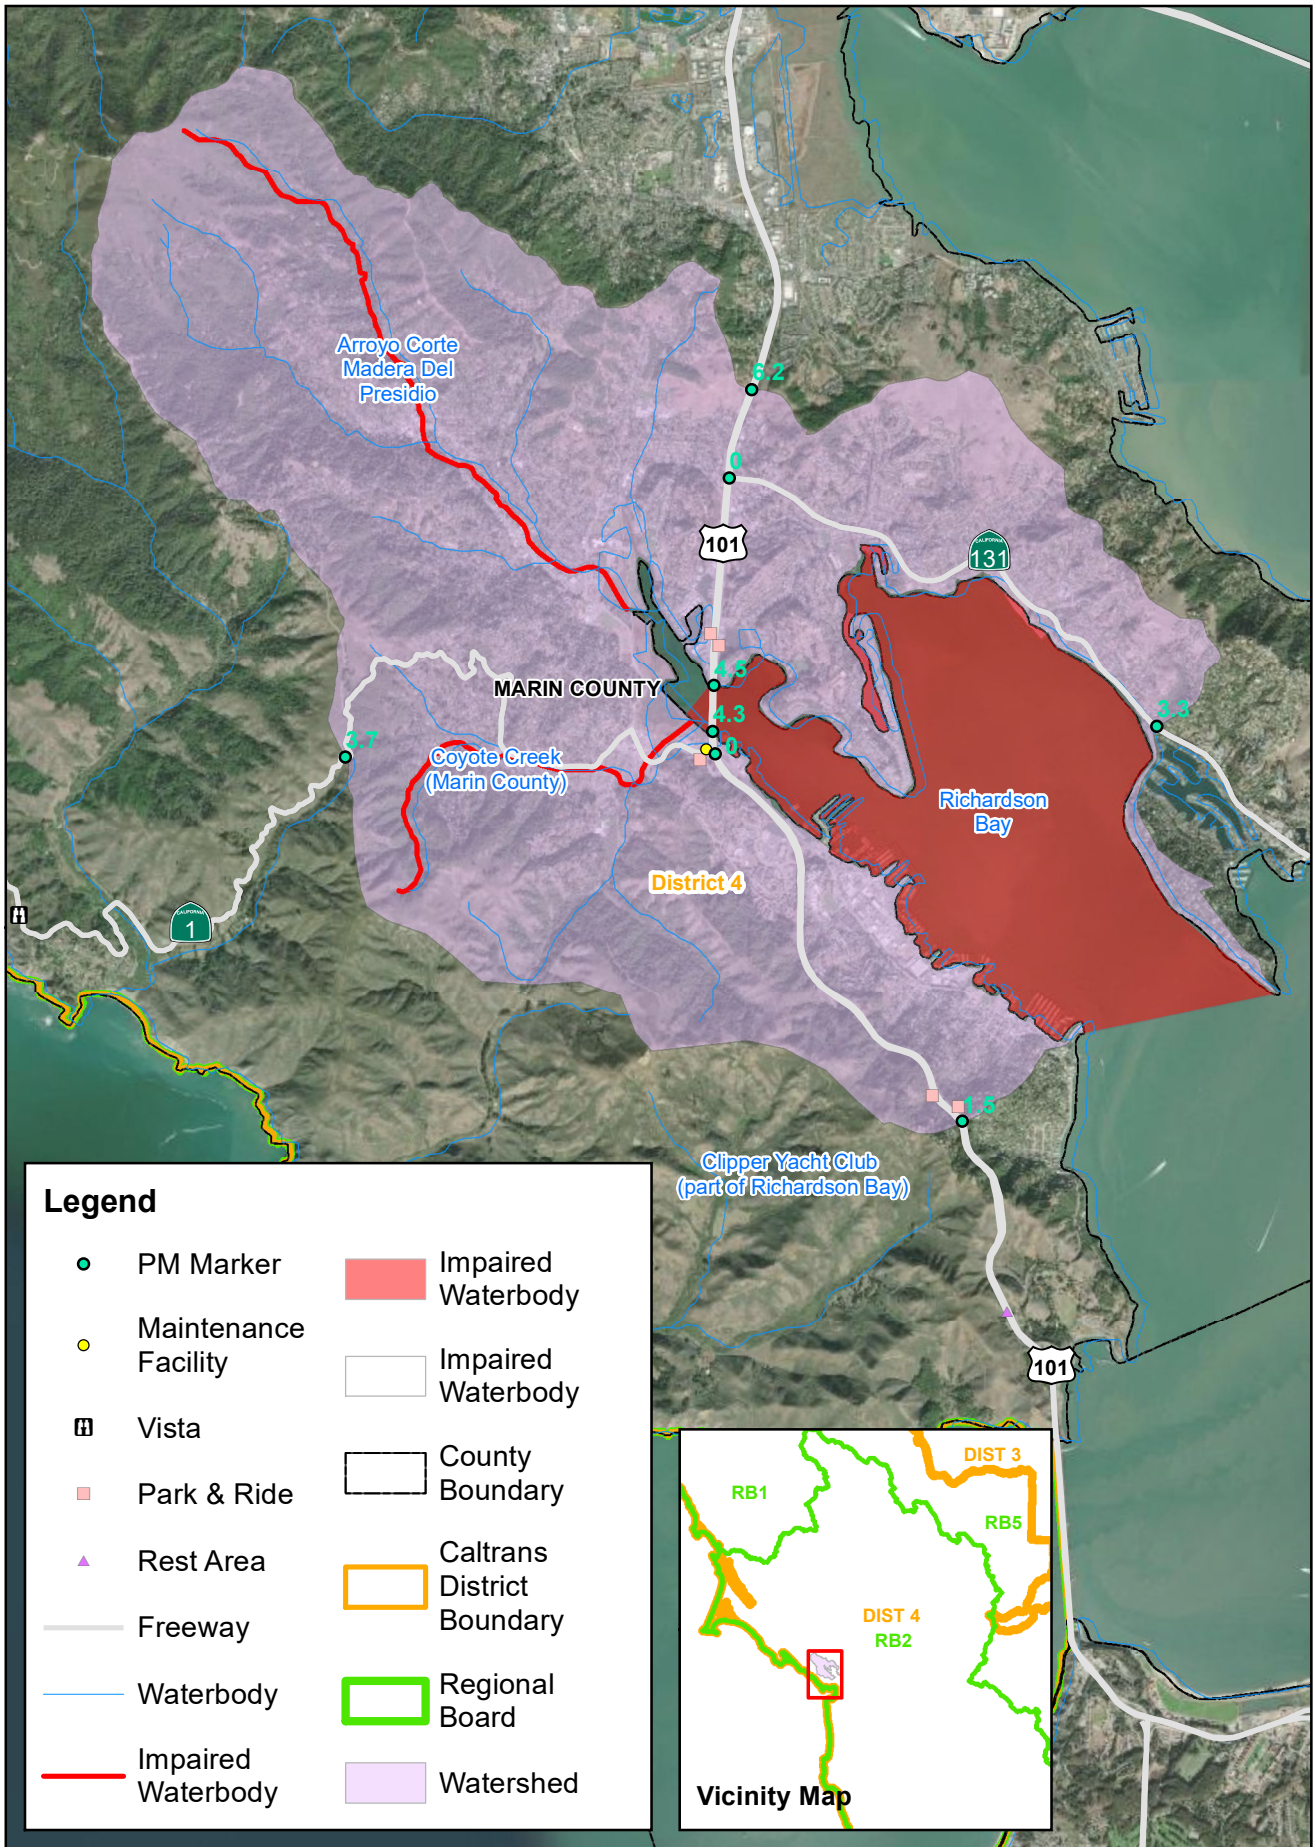 Arroyo Corte
Madera Del
Presidio
6.2
0
101
CALIFORNIA
131
4.5
MARIN COUNTY
4.3
0
3.3
3.7
Coyote Creek
(Marin County)
Richardson
Bay
District 4
CALIFORNIA
1
1.5
Clipper Yacht Club
(part of Richardson Bay)
101
Legend
PM Marker
Maintenance
Facility
Vista
Park & Ride
Rest Area
Freeway
Waterbody
Impaired
Waterbody
Impaired
Waterbody
Impaired
Waterbody
County
Boundary
Caltrans
District
Boundary
Regional
Board
Watershed
DIST 3
RB1
RB5
DIST 4
RB2
Vicinity Map